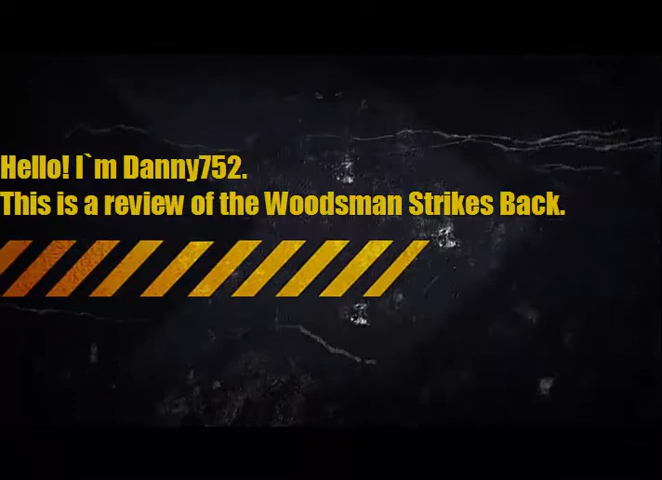 Hello! I`m Danny752.
This is a review of the Woodsman Strikes Back.